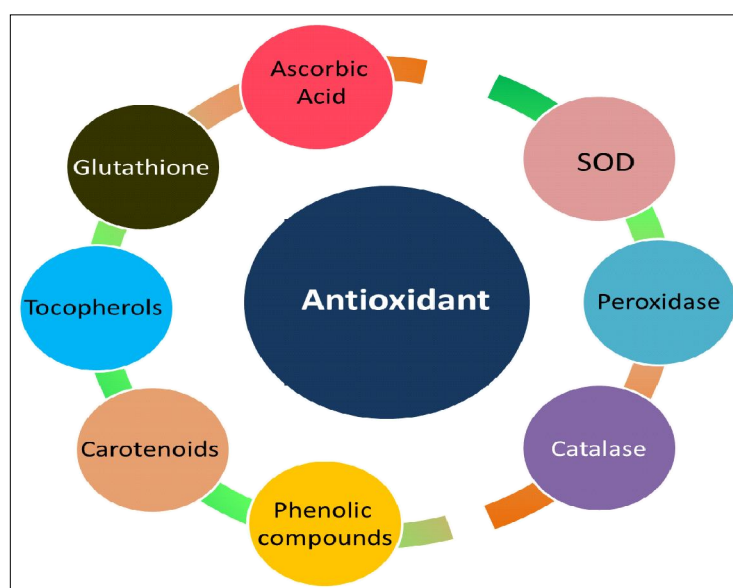 Ascorbic
Acid
SOD
Glutathione
Tocopherols
Antioxidant
Peroxidase
Carotenoids
Catalase
Phenolic
compounds